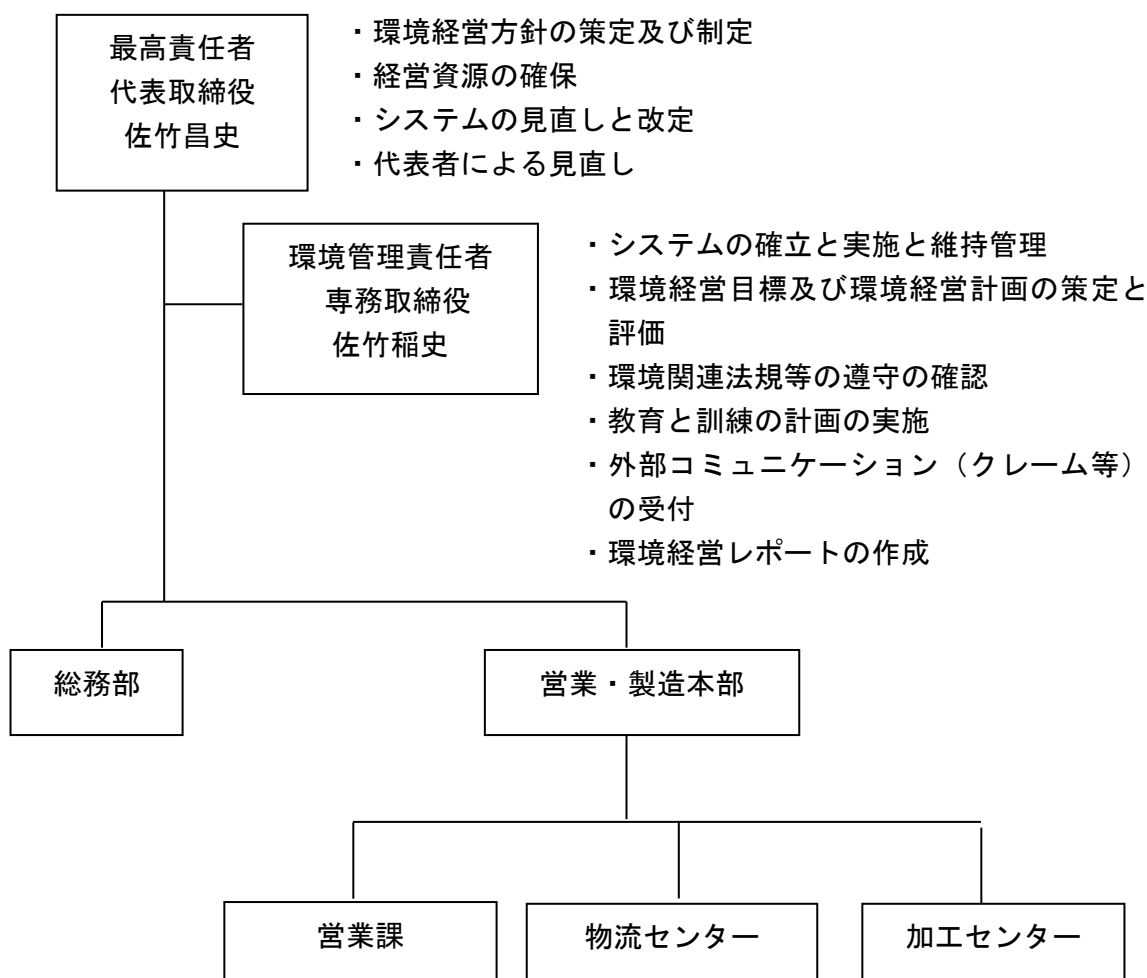 最高責任者
代表取締役
佐竹昌史
・環境経営方針の策定及び制定
・経営資源の確保
・システムの見直しと改定
・代表者による見直し
環境管理責任者
専務取締役
佐竹稲史
・システムの確立と実施と維持管理
・環境経営目標及び環境経営計画の策定と
評価
・環境関連法規等の遵守の確認
・教育と訓練の計画の実施
・外部コミュニケーション（クレーム等）
の受付
・環境経営レポートの作成
総務部
営業・製造本部
営業課
物流センター
加工センター